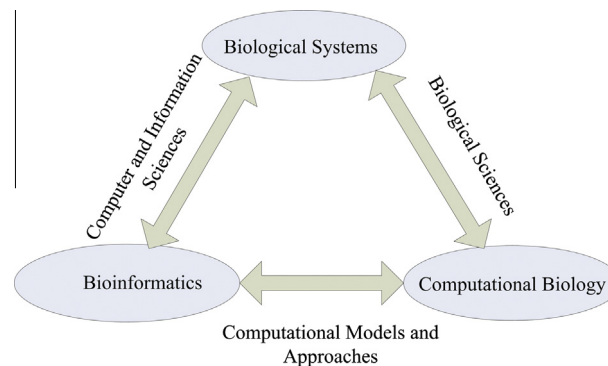 Biological Systems
Computer and Information
Sciences
Biological Sciences
Bioinformatics
Computational Biology
Computational Models and
Approaches